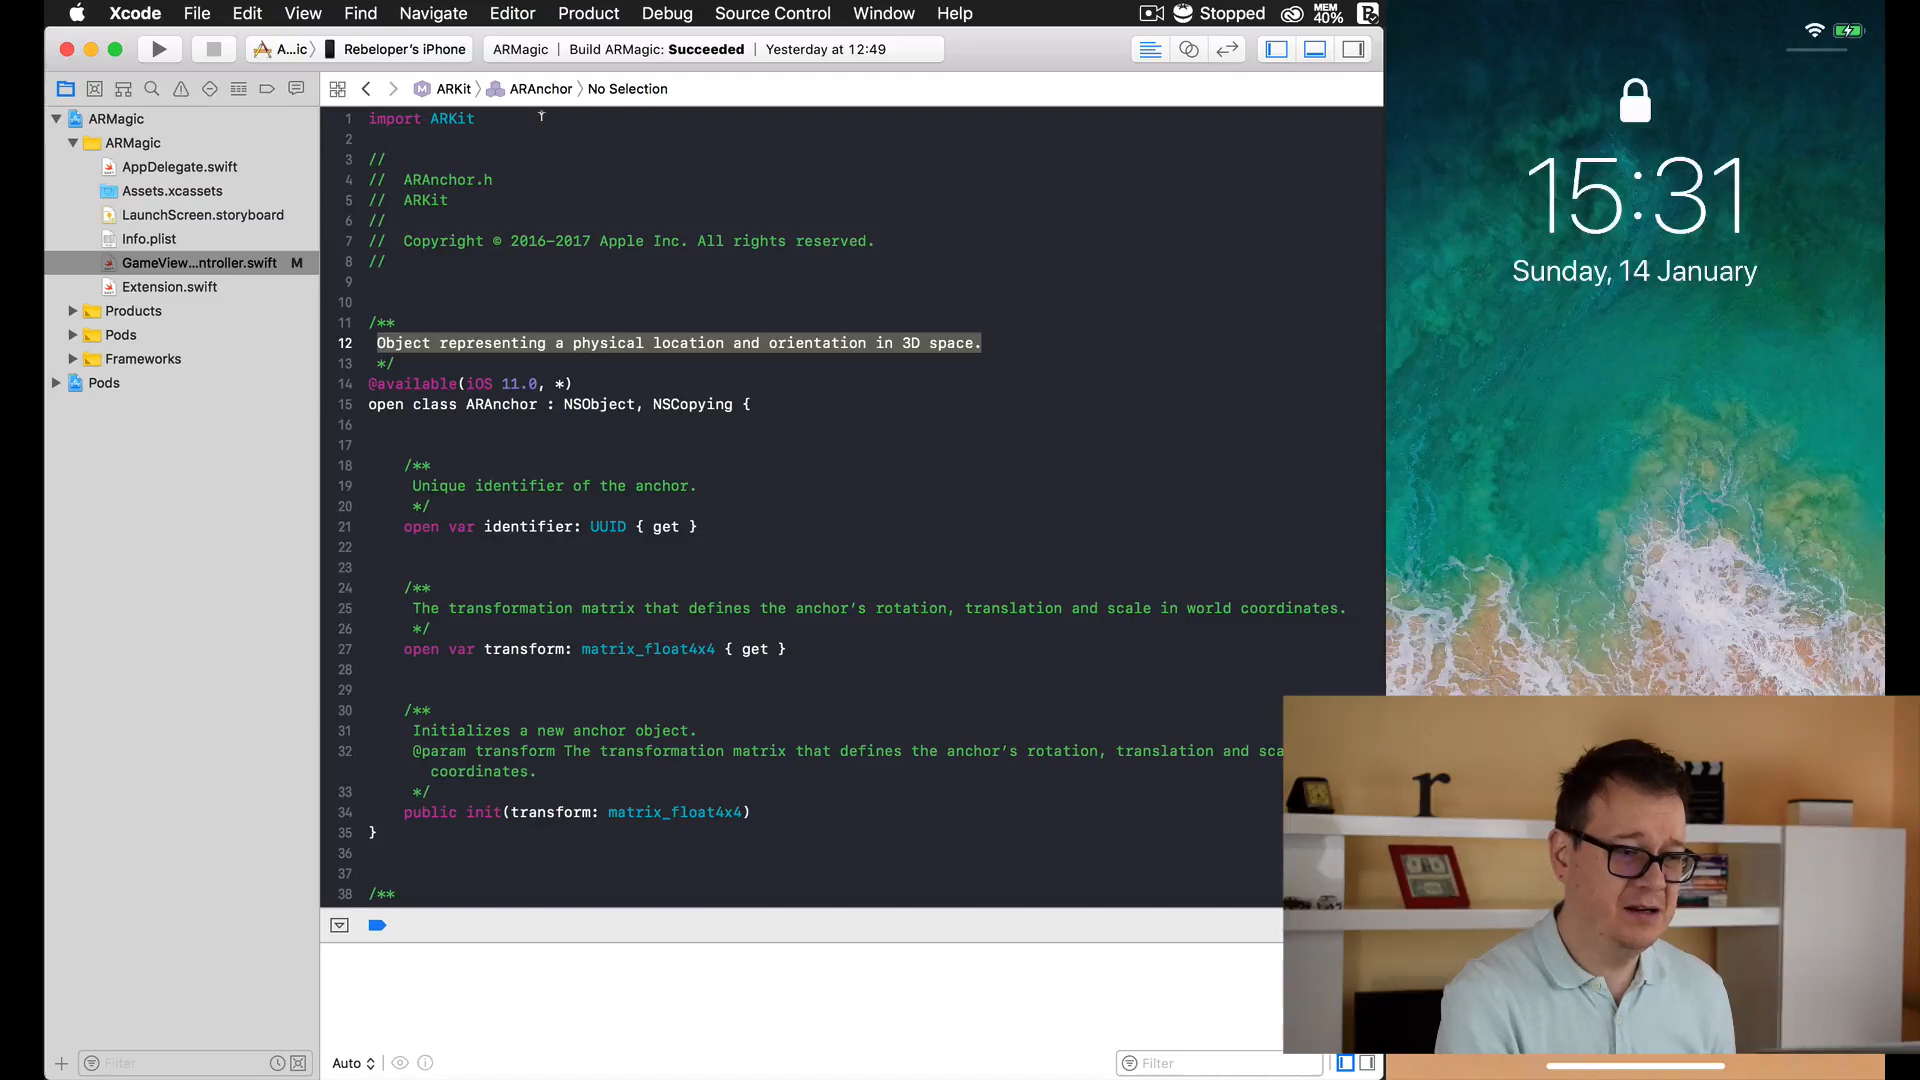 Xcode File Edit View Find Navigate Editor Product Debug Source Control Window Help
Stopped MEM 40%
A...ic Rebeloper's iPhone ARMagic Build ARMagic: Succeeded Yesterday at 12:49
ARKit ARAnchor No Selection
ARMagic
ARMagic
AppDelegate.swift
Assets.xcassets
LaunchScreen.storyboard
Info.plist
GameView...ntroller.swift M
Extension.swift
Products
Pods
Frameworks
Pods
1 import ARKit
2
3 //
4 // ARAnchor.h
5 // ARKit
6 //
7 // Copyright © 2016-2017 Apple Inc. All rights reserved.
8 //
9
10
11 /**
12 Object representing a physical location and orientation in 3D space.
13 */
14 @available(iOS 11.0, *)
15 open class ARAnchor : NSObject, NSCopying {
16
17
18 /**
19 Unique identifier of the anchor.
20 */
21 open var identifier: UUID { get }
22
23
24 /**
25 The transformation matrix that defines the anchor's rotation, translation and scale in world coordinates.
26 */
27 open var transform: matrix_float4x4 { get }
28
29
30 /**
31 Initializes a new anchor object.
32 @param transform The transformation matrix that defines the anchor's rotation, translation and sca
coordinates.
33 */
34 public init(transform: matrix_float4x4)
35 }
36
37
38 /**
Filter
Auto
Filter
15:31
Sunday, 14 January
r